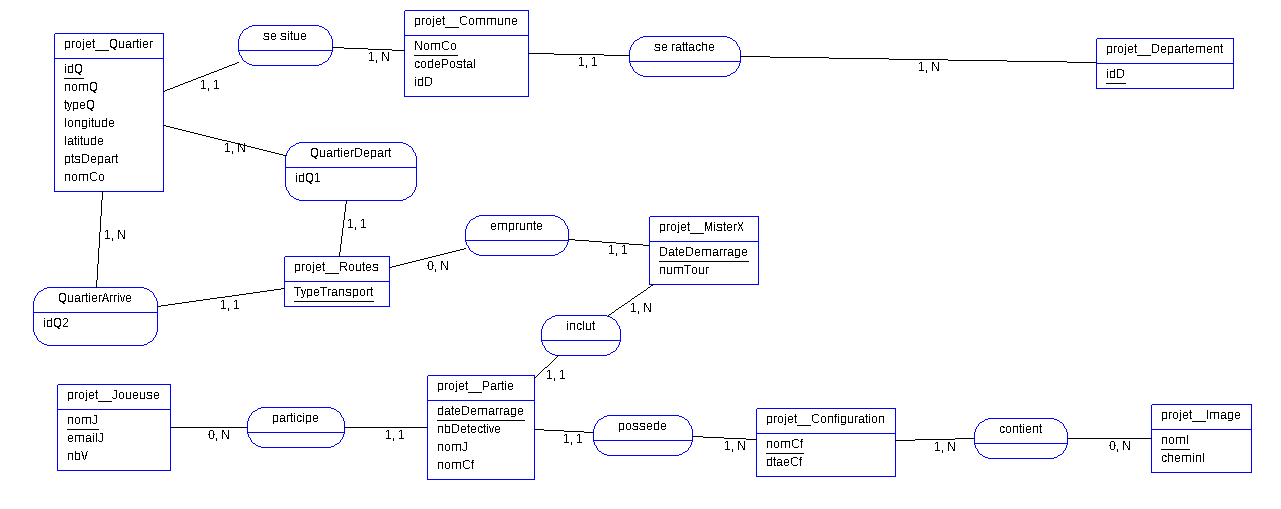 projet__Quartier
idQ
nomQ
typeQ
longitude
latitude
ptsDepart
nomCo
se situe
1, 1
1, N
projet__Commune
NomCo
codePostal
idD
1, 1
se rattache
1, N
projet__Departement
idD
1, N
QuartierDepart
idQ1
1, 1
1, N
QuartierArrive
idQ2
1, 1
projet__Routes
TypeTransport
0, N
emprunte
1, 1
projet__MisterX
DateDemarrage
numTour
1, N
inclut
1, 1
projet__Joueuse
nomJ
emailJ
nbV
0, N
participe
1, 1
projet__Partie
dateDemarrage
nbDetective
nomJ
nomCf
1, 1
possede
1, N
projet__Configuration
nomCf
dtaeCf
1, N
contient
0, N
projet__Image
nomI
cheminI